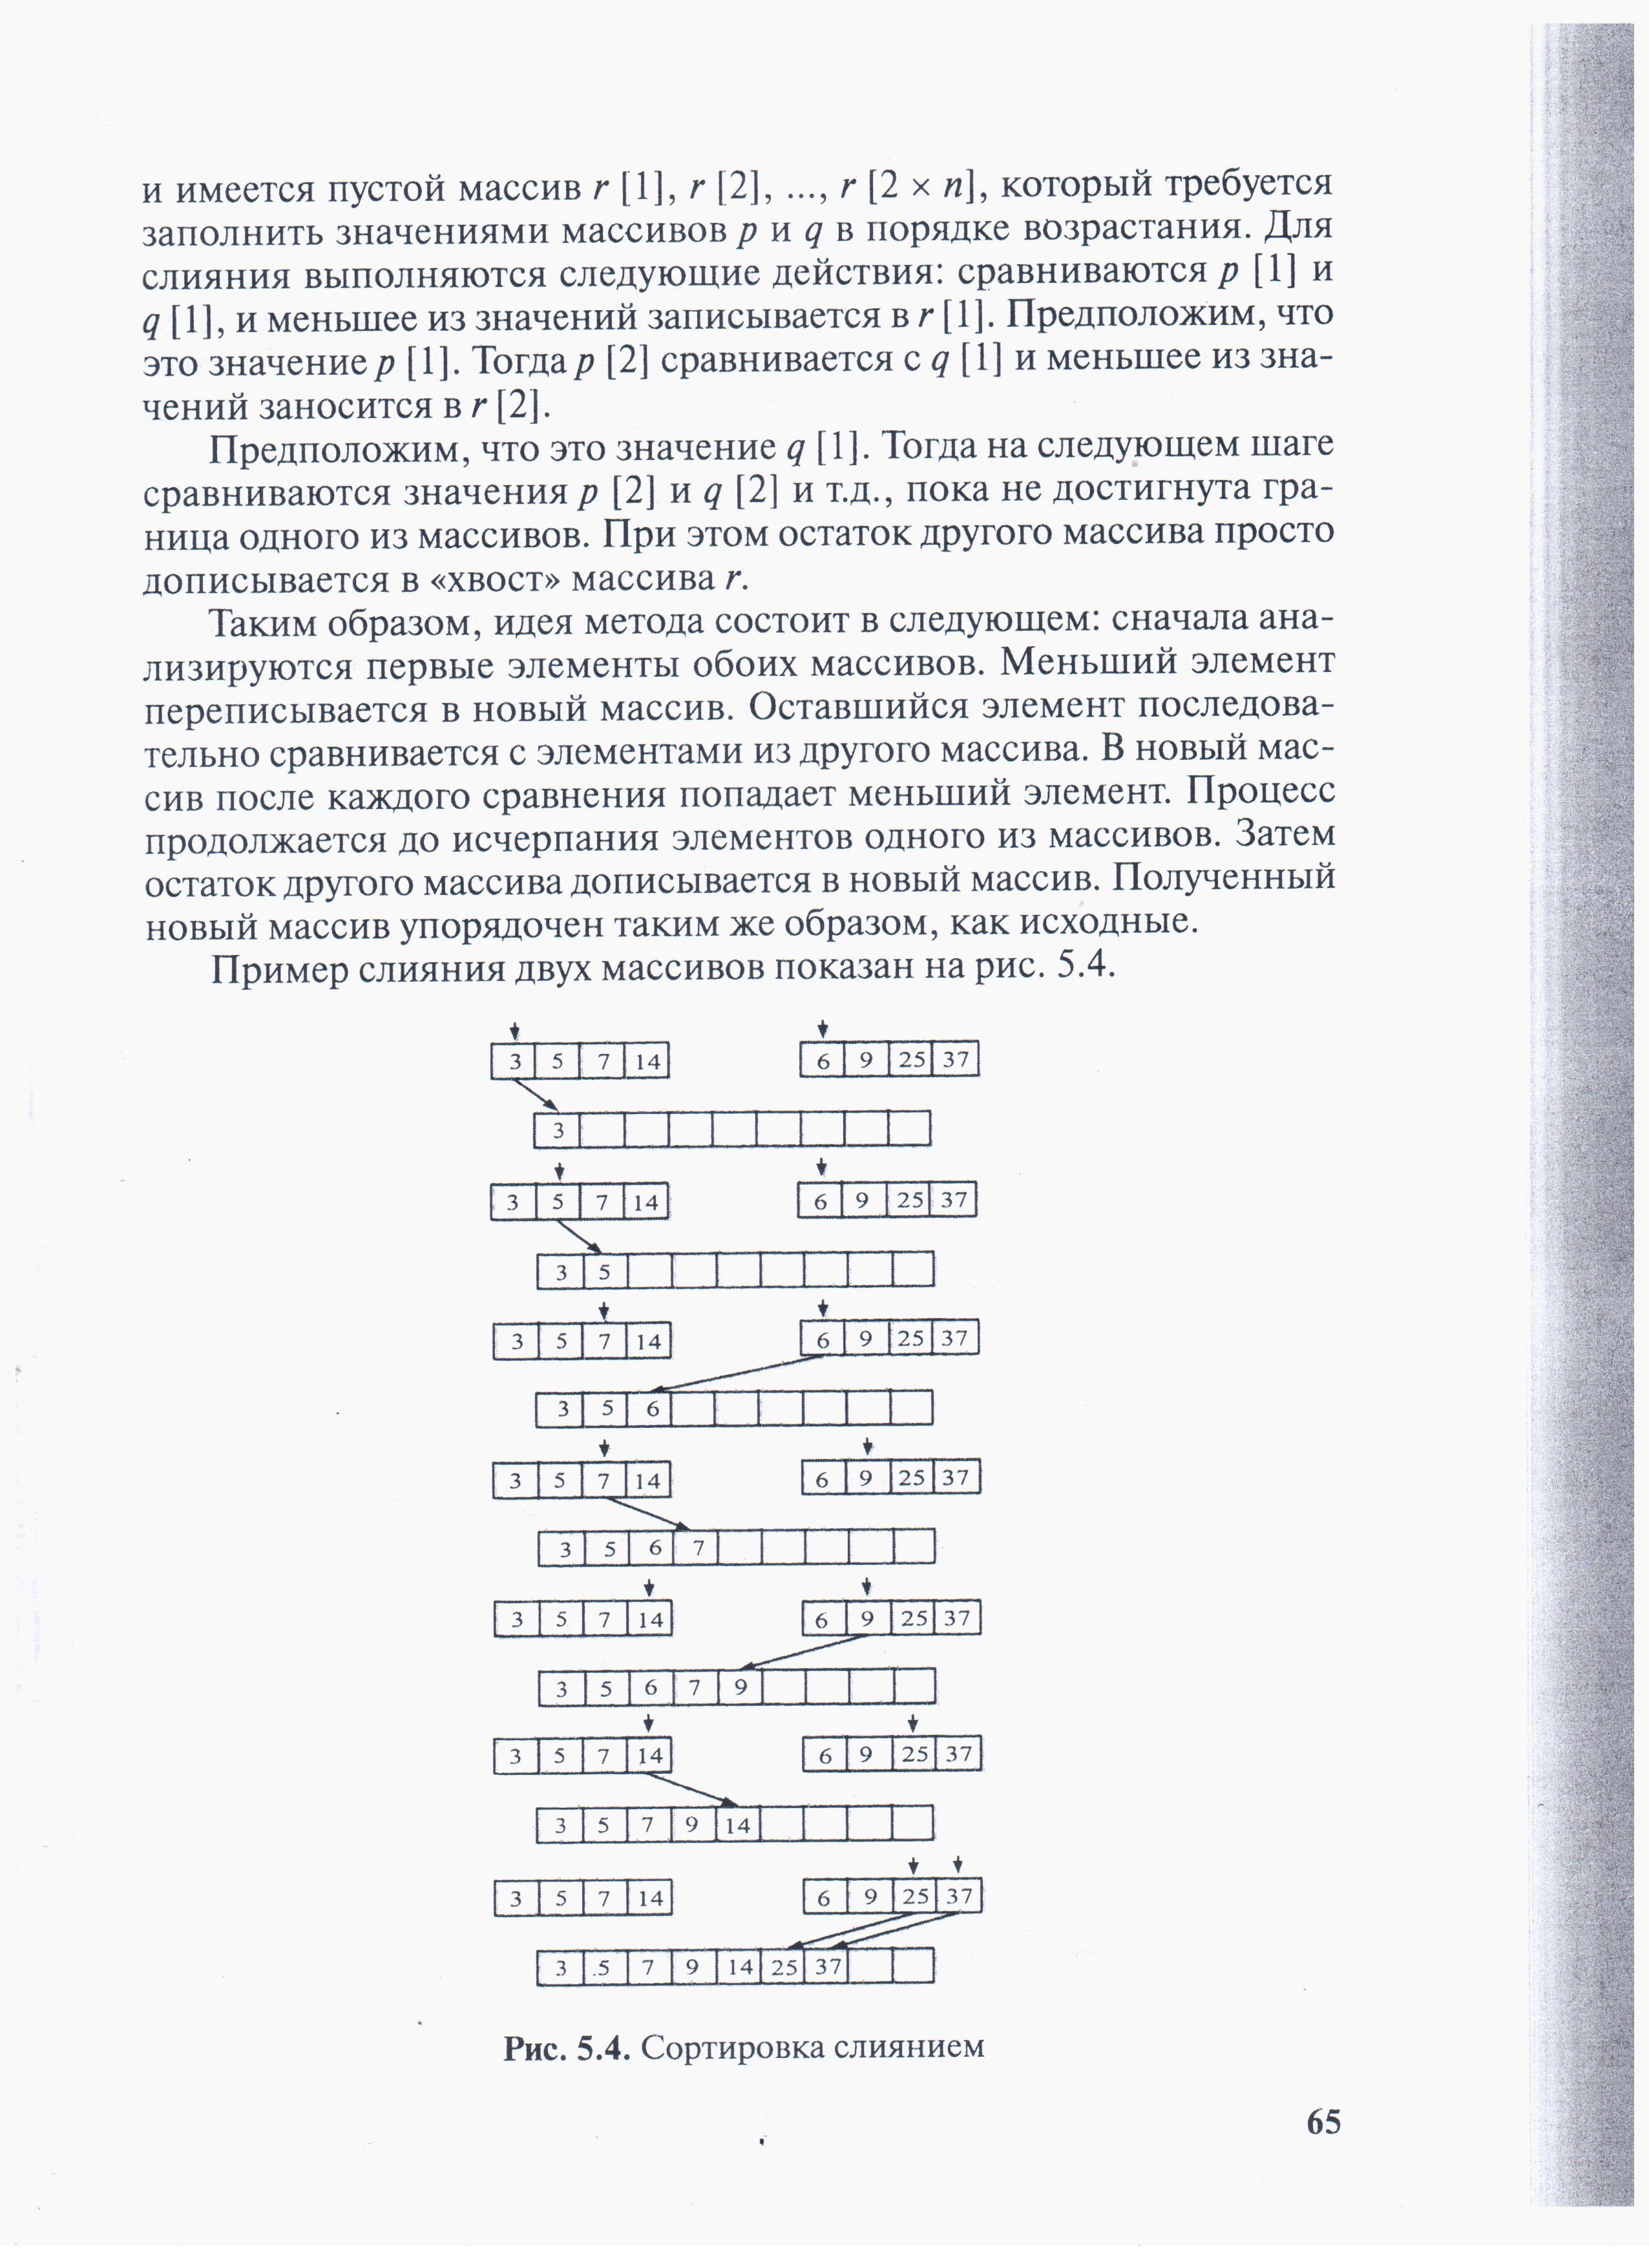 и имеется пустой массив r [1], r [2], ..., r [2 × n], который требуется
заполнить значениями массивов p и q в порядке возрастания. Для
слияния выполняются следующие действия: сравниваются p [1] и
q [1], и меньшее из значений записывается в r [1]. Предположим, что
это значение p [1]. Тогда p [2] сравнивается с q [1] и меньшее из зна-
чений заносится в r [2].
Предположим, что это значение q [1]. Тогда на следующем шаге
сравниваются значения p [2] и q [2] и т.д., пока не достигнута гра-
ница одного из массивов. При этом остаток другого массива просто
дописывается в «хвост» массива r.
Таким образом, идея метода состоит в следующем: сначала ана-
лизируются первые элементы обоих массивов. Меньший элемент
переписывается в новый массив. Оставшийся элемент последова-
тельно сравнивается с элементами из другого массива. В новый мас-
сив после каждого сравнения попадает меньший элемент. Процесс
продолжается до исчерпания элементов одного из массивов. Затем
остаток другого массива дописывается в новый массив. Полученный
новый массив упорядочен таким же образом, как исходные.
Пример слияния двух массивов показан на рис. 5.4.
3 5 7 14 6 9 25 37
3
3 5 7 14 6 9 25 37
3 5
3 5 7 14 6 9 25 37
3 5 6
3 5 7 14 6 9 25 37
3 5 6 7
3 5 7 14 6 9 25 37
3 5 6 7 9
3 5 7 14 6 9 25 37
3 5 7 9 14
3 5 7 14 6 9 25 37
3 5 7 9 14 25 37
Рис. 5.4. Сортировка слиянием
65